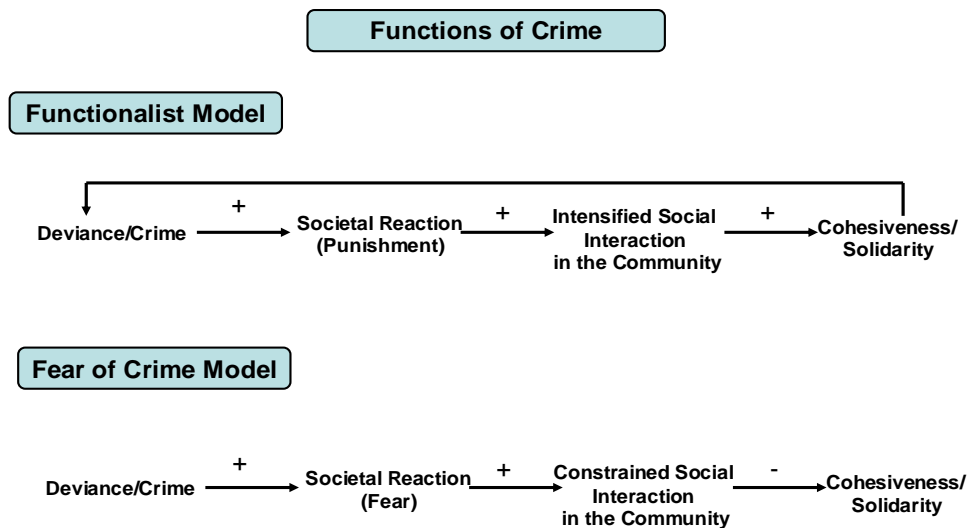 Functions of Crime
Functionalist Model
+
+
+
Deviance/Crime
Societal Reaction
(Punishment)
Intensified Social
Interaction
in the Community
Cohesiveness/
Solidarity
Fear of Crime Model
+
+
-
Deviance/Crime
Societal Reaction
(Fear)
Constrained Social
Interaction
in the Community
Cohesiveness/
Solidarity